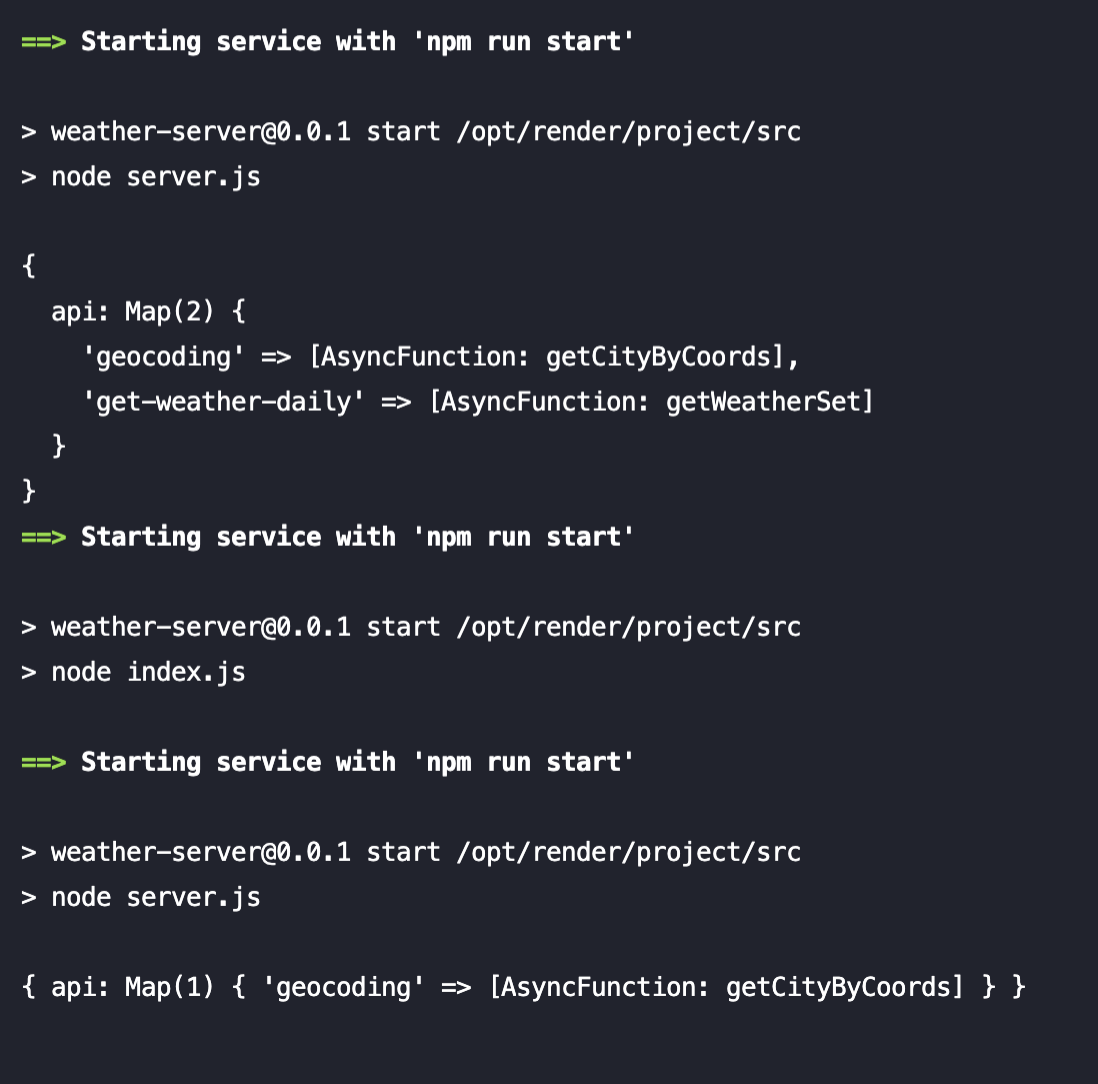 ==> Starting service with 'npm run start'
> weather-server@0.0.1 start /opt/render/project/src
> node server.js
{
  api: Map(2) {
    'geocoding' => [AsyncFunction: getCityByCoords],
    'get-weather-daily' => [AsyncFunction: getWeatherSet]
  }
}
==> Starting service with 'npm run start'
> weather-server@0.0.1 start /opt/render/project/src
> node index.js
==> Starting service with 'npm run start'
> weather-server@0.0.1 start /opt/render/project/src
> node server.js
{ api: Map(1) { 'geocoding' => [AsyncFunction: getCityByCoords] } }